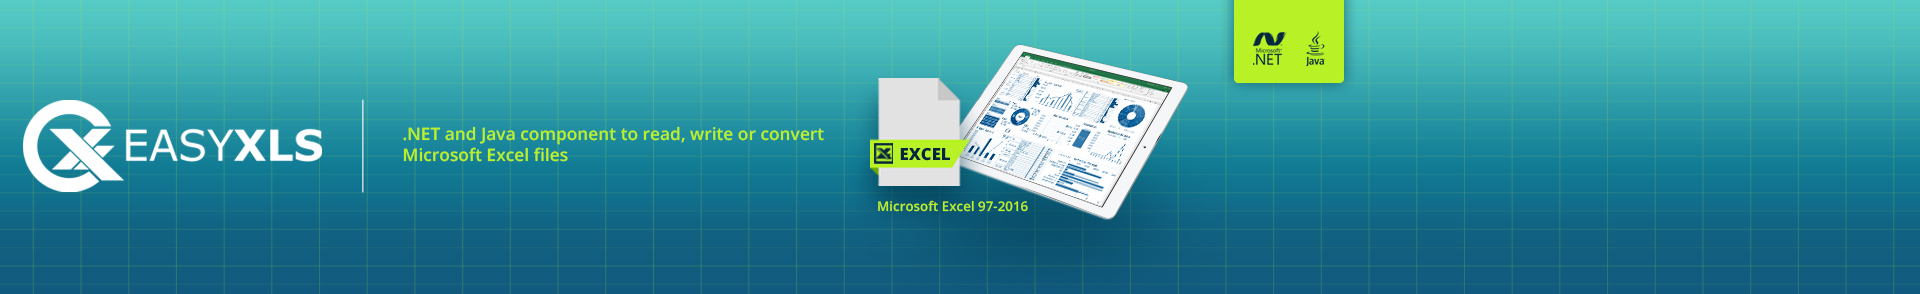 EASYXLS
.NET and Java component to read, write or convert
Microsoft Excel files
EXCEL
Microsoft Excel 97-2016
Microsoft
.NET
Java